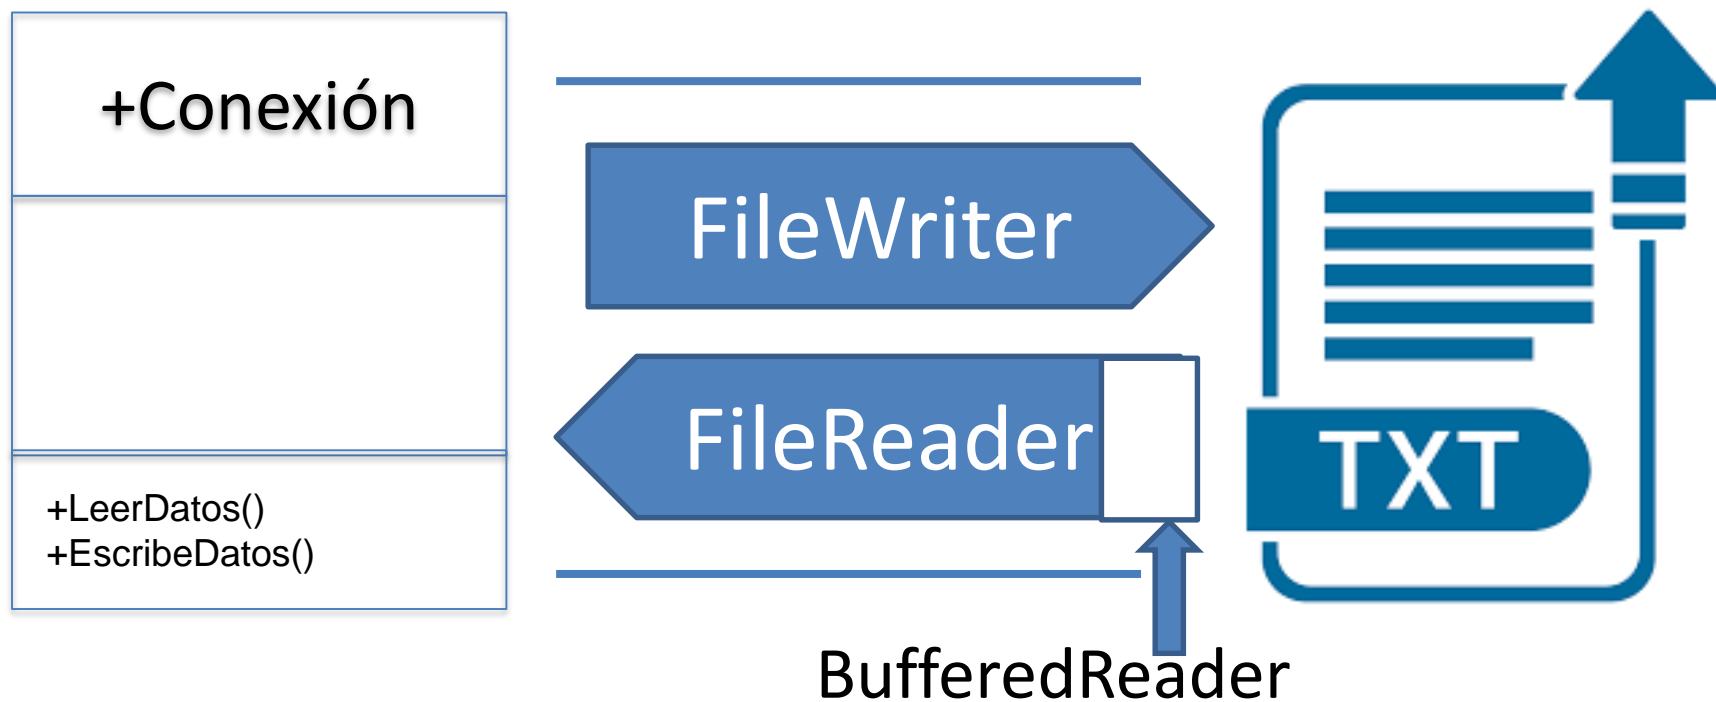 +Conexión
+LeerDatos()
+EscribeDatos()
FileWriter
FileReader
BufferedReader
TXT